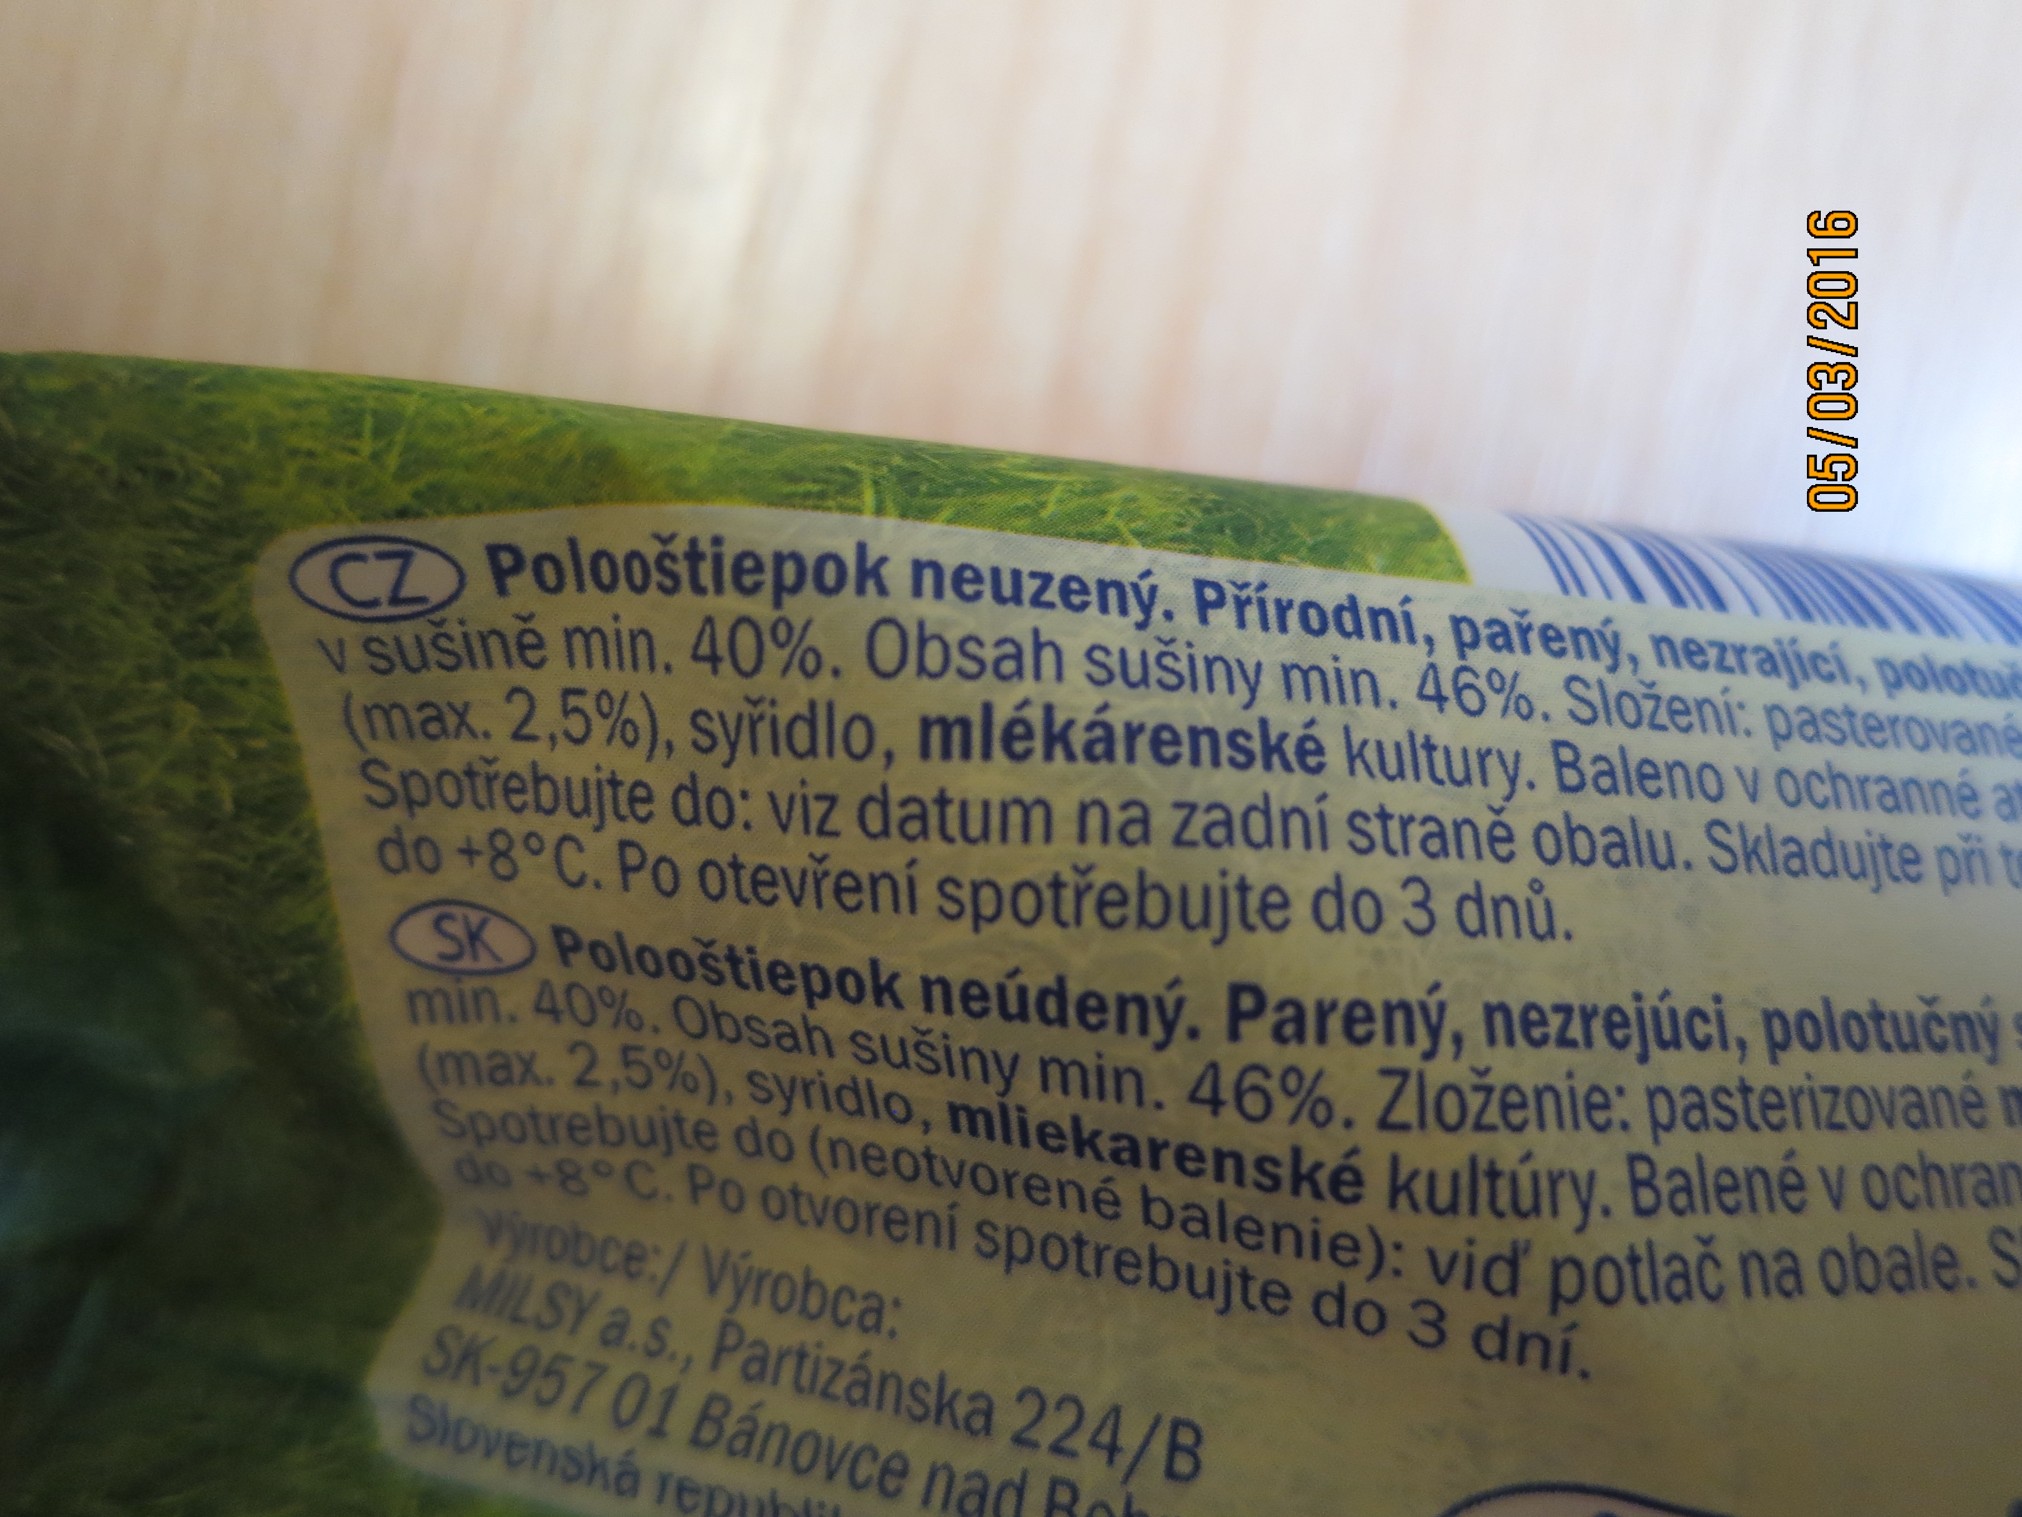 CZ Polooštiepok neuzený. Přírodní, pařený, nezrající,
v sušině min. 40%. Obsah sušiny min. 46%. Složení: pasterované
(max. 2,5%), syřidlo, mlékárenské kultury. Baleno v ochranné
Spotřebujte do: viz datum na zadní straně obalu. Skladujte při
do +8°C. Po otevření spotřebujte do 3 dnů.
SK Polooštiepok neúdený. Parený, nezrejúci, polotučný
min. 40%. Obsah sušiny min. 46%. Zloženie: pasterizované
(max. 2,5%), syridlo, mliekarenské kultúry. Balené v
Spotrebujte do (neotvorené balenie): viď potlač na obale.
do +8°C. Po otvorení spotrebujte do 3 dní.
Výrobce:/ Výrobca:
MILSY a.s., Partizánska 224/B
SK-957 01 Bánovce nad
Slovenská
05/03/2016